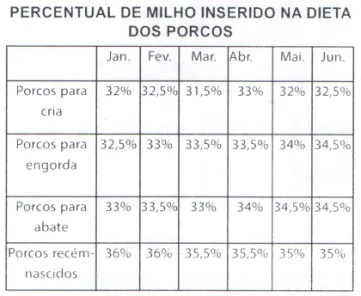 PERCENTUAL DE MILHO INSERIDO NA DIETA
DOS PORCOS
Jan. Fev. Mar. Abr. Mai. Jun.
Porcos para cria 32% 32,5% 31,5% 33% 32% 32,5%
Porcos para engorda 32,5% 33% 33,5% 33,5% 34% 34,5%
Porcos para abate 33% 33,5% 33% 34% 34,5% 34,5%
Porcos recém-nascidos 36% 36% 35,5% 35,5% 35% 35%